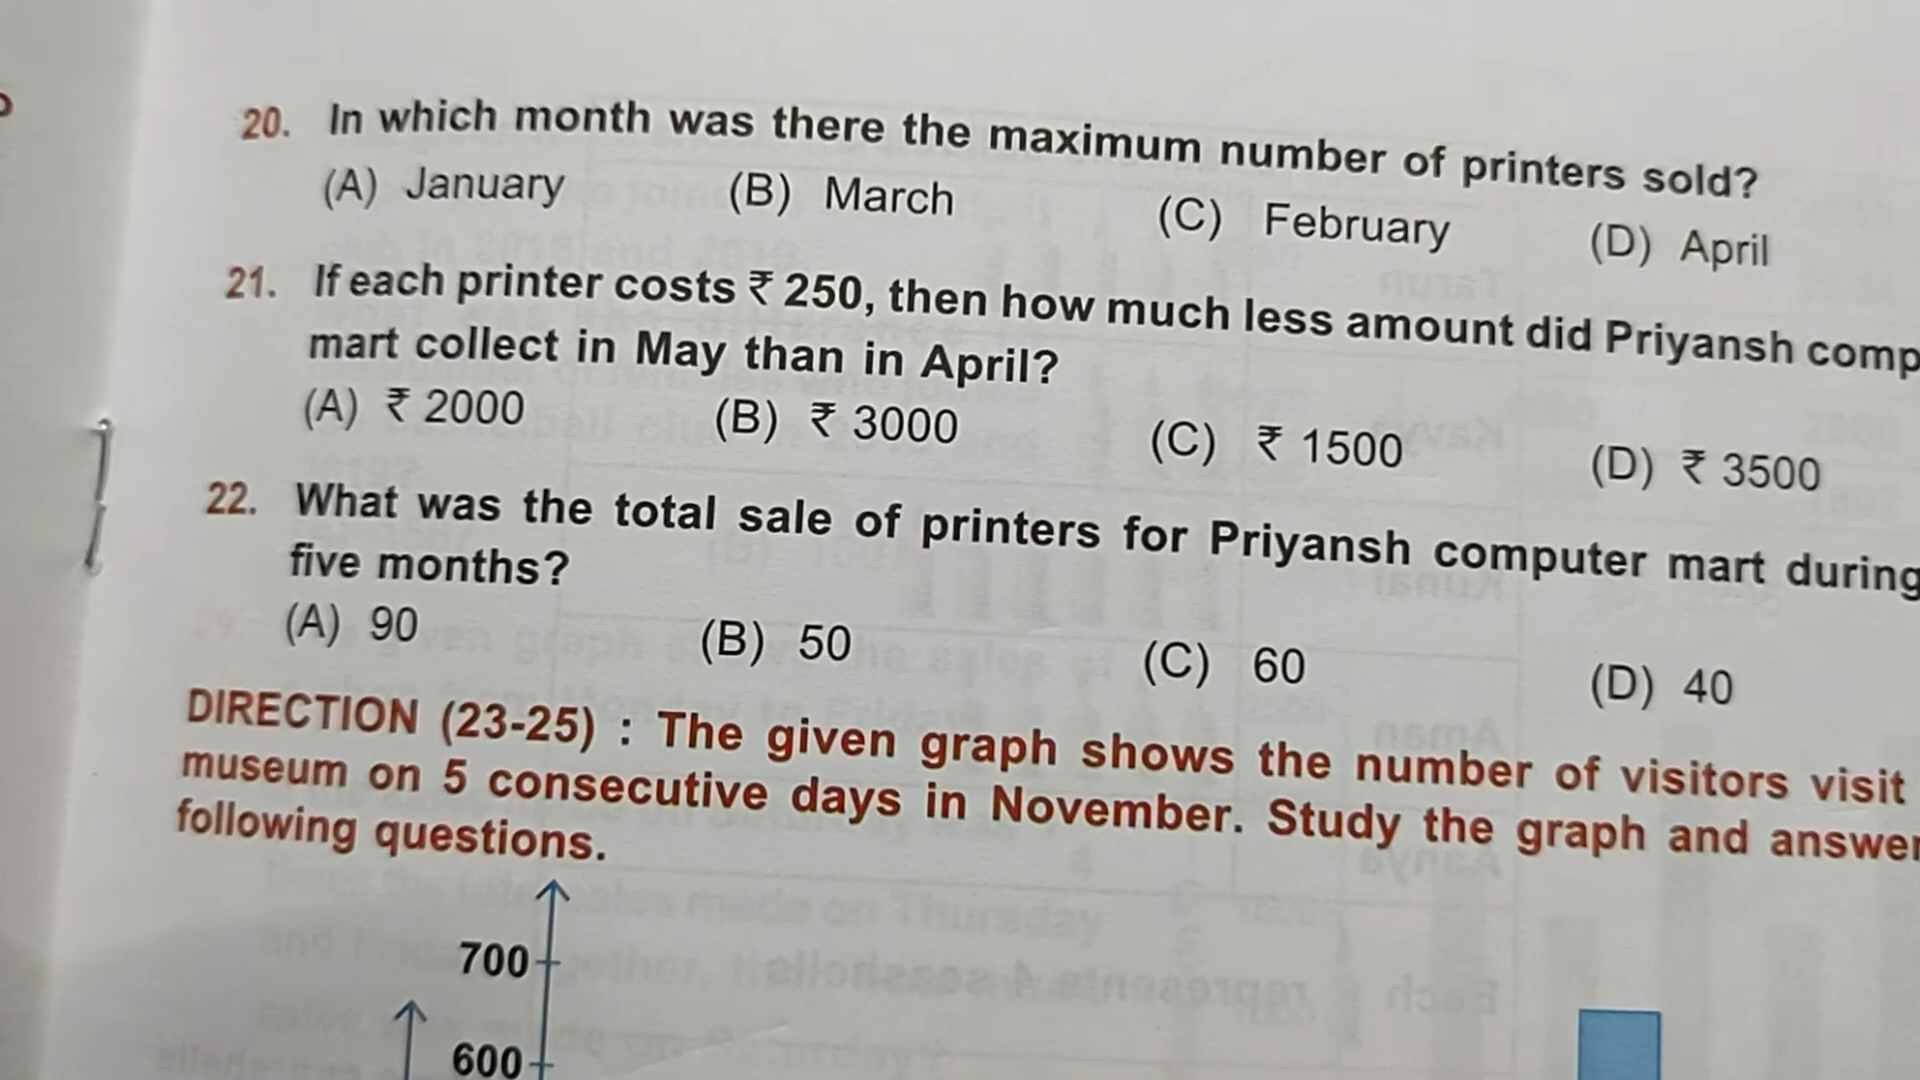 20. In which month was there the maximum number of printers sold?
(A) January (B) March (C) February (D) April
21. If each printer costs ₹ 250, then how much less amount did Priyansh comp
mart collect in May than in April?
(A) ₹ 2000 (B) ₹ 3000 (C) ₹ 1500 (D) ₹ 3500
22. What was the total sale of printers for Priyansh computer mart during
five months?
(A) 90 (B) 50 (C) 60 (D) 40
DIRECTION (23-25) : The given graph shows the number of visitors visit
museum on 5 consecutive days in November. Study the graph and answer
following questions.
700
600